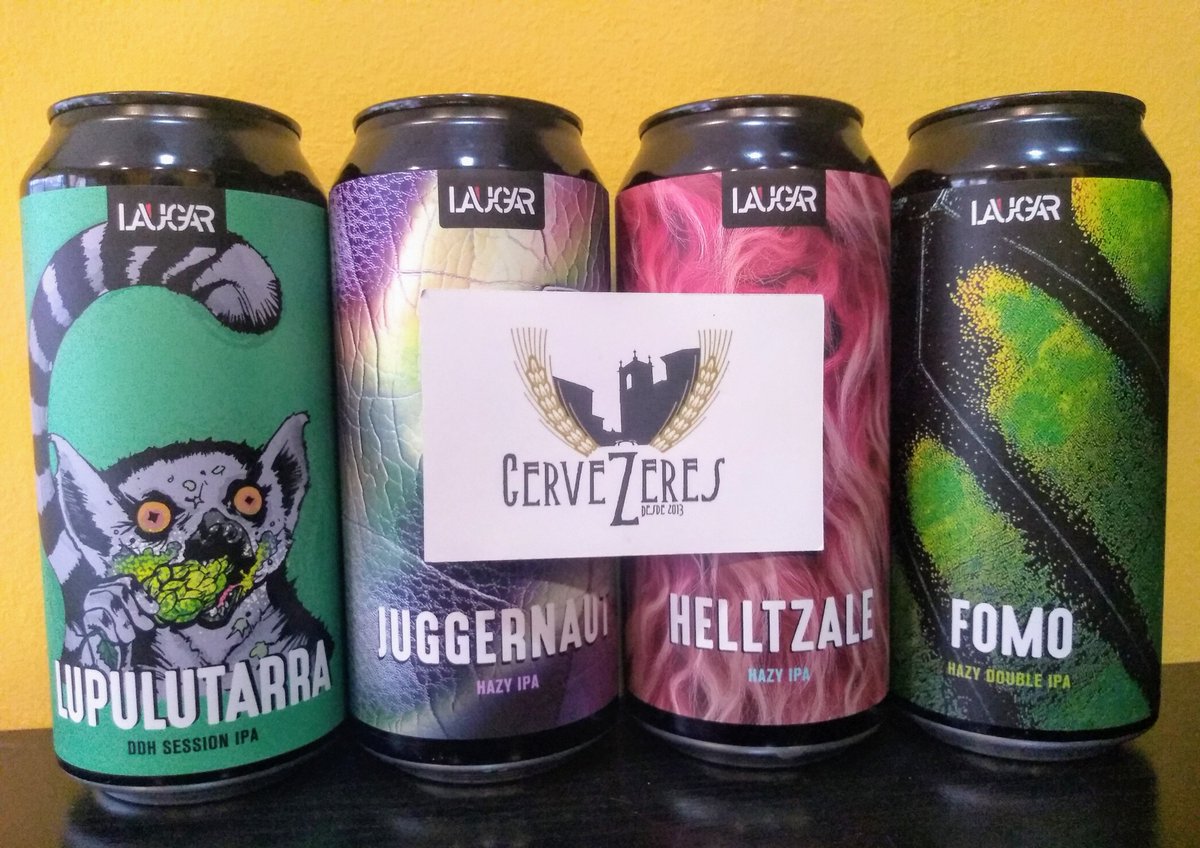 LAUGAR
LUPULUTARRA
DDH SESSION IPA
LAUGAR
JUGGERNAUT
HAZY IPA
LAUGAR
HELLTZALE
HAZY IPA
LAUGAR
FOMO
HAZY DOUBLE IPA
CERVEZERES
DESDE 2013